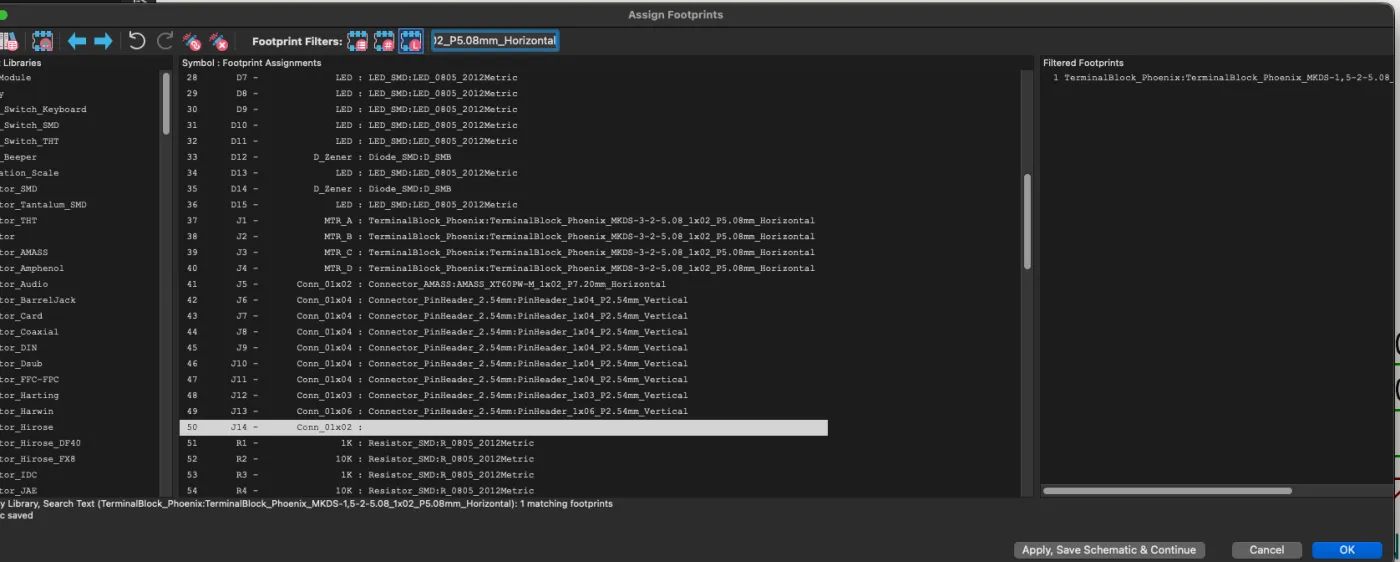 Assign Footprints
Footprint Filters:
02_P5.08mm_Horizontal
Libraries
Module
y
_Switch_Keyboard
_Switch_SMD
_Switch_THT
_Beeper
ation_Scale
tor_SMD
tor_Tantalum_SMD
tor_THT
tor
tor_AMASS
tor_Amphenol
tor_Audio
tor_BarrelJack
tor_Card
tor_Coaxial
tor_DIN
tor_Dsub
tor_FFC-FPC
tor_Harting
tor_Harwin
tor_Hirose
tor_Hirose_DF40
tor_Hirose_FX8
tor_IDC
tor_JAE
Symbol : Footprint Assignments
28 D7 - LED : LED_SMD:LED_0805_2012Metric
29 D8 - LED : LED_SMD:LED_0805_2012Metric
30 D9 - LED : LED_SMD:LED_0805_2012Metric
31 D10 - LED : LED_SMD:LED_0805_2012Metric
32 D11 - LED : LED_SMD:LED_0805_2012Metric
33 D12 - D_Zener : Diode_SMD:D_SMB
34 D13 - LED : LED_SMD:LED_0805_2012Metric
35 D14 - D_Zener : Diode_SMD:D_SMB
36 D15 - LED : LED_SMD:LED_0805_2012Metric
37 J1 - MTR_A : TerminalBlock_Phoenix:TerminalBlock_Phoenix_MKDS-3-2-5.08_1x02_P5.08mm_Horizontal
38 J2 - MTR_B : TerminalBlock_Phoenix:TerminalBlock_Phoenix_MKDS-3-2-5.08_1x02_P5.08mm_Horizontal
39 J3 - MTR_C : TerminalBlock_Phoenix:TerminalBlock_Phoenix_MKDS-3-2-5.08_1x02_P5.08mm_Horizontal
40 J4 - MTR_D : TerminalBlock_Phoenix:TerminalBlock_Phoenix_MKDS-3-2-5.08_1x02_P5.08mm_Horizontal
41 J5 - Conn_01x02 : Connector_AMASS:AMASS_XT60PW-M_1x02_P7.20mm_Horizontal
42 J6 - Conn_01x04 : Connector_PinHeader_2.54mm:PinHeader_1x04_P2.54mm_Vertical
43 J7 - Conn_01x04 : Connector_PinHeader_2.54mm:PinHeader_1x04_P2.54mm_Vertical
44 J8 - Conn_01x04 : Connector_PinHeader_2.54mm:PinHeader_1x04_P2.54mm_Vertical
45 J9 - Conn_01x04 : Connector_PinHeader_2.54mm:PinHeader_1x04_P2.54mm_Vertical
46 J10 - Conn_01x04 : Connector_PinHeader_2.54mm:PinHeader_1x04_P2.54mm_Vertical
47 J11 - Conn_01x04 : Connector_PinHeader_2.54mm:PinHeader_1x04_P2.54mm_Vertical
48 J12 - Conn_01x03 : Connector_PinHeader_2.54mm:PinHeader_1x03_P2.54mm_Vertical
49 J13 - Conn_01x06 : Connector_PinHeader_2.54mm:PinHeader_1x06_P2.54mm_Vertical
50 J14 - Conn_01x02 :
51 R1 - 1K : Resistor_SMD:R_0805_2012Metric
52 R2 - 10K : Resistor_SMD:R_0805_2012Metric
53 R3 - 1K : Resistor_SMD:R_0805_2012Metric
54 R4 - 10K : Resistor_SMD:R_0805_2012Metric
Filtered Footprints
1 TerminalBlock_Phoenix:TerminalBlock_Phoenix_MKDS-1,5-2-5.08_
y Library, Search Text (TerminalBlock_Phoenix:TerminalBlock_Phoenix_MKDS-1,5-2-5.08_1x02_P5.08mm_Horizontal): 1 matching footprints
c saved
Apply, Save Schematic & Continue
Cancel
OK